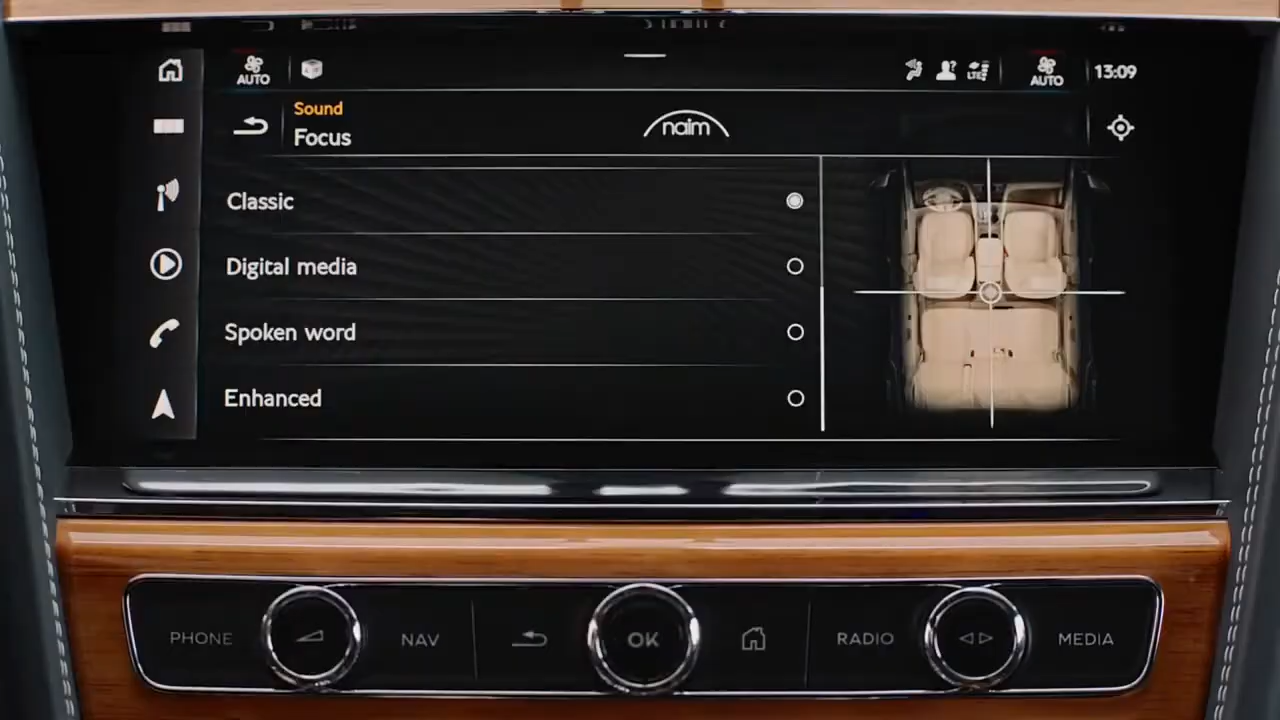 AUTO
LTE
AUTO
13:09
Sound
Focus
naim
Classic
Digital media
Spoken word
Enhanced
PHONE
NAV
OK
RADIO
MEDIA